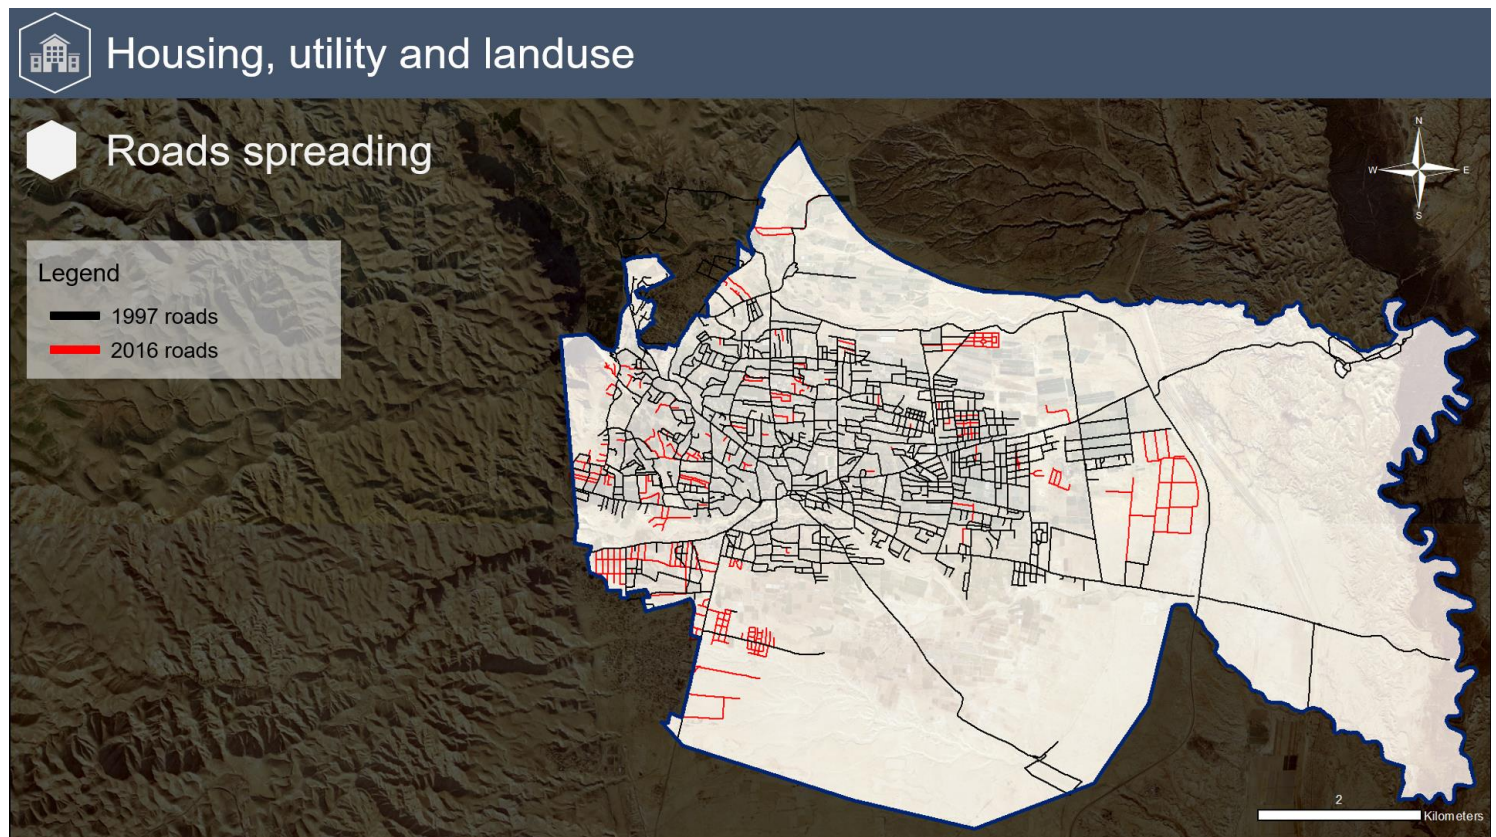 Housing, utility and landuse
Roads spreading
N
W
E
S
Legend
1997 roads
2016 roads
2
Kilometers